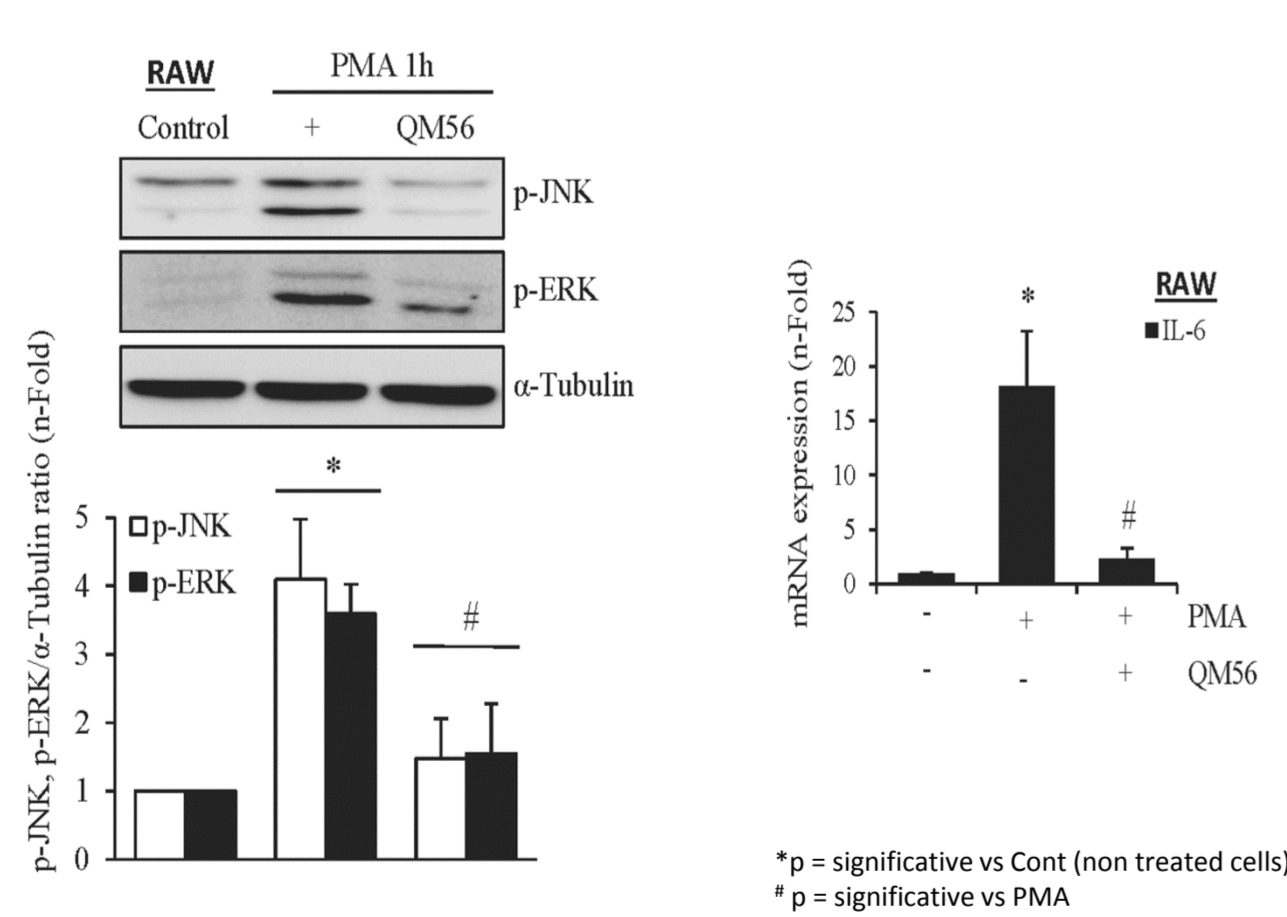 RAW
PMA 1h
Control + QM56
p-JNK
p-ERK
α-Tubulin
p-JNK, p-ERK/α-Tubulin ratio (n-Fold)
*
#
5
4
3
2
1
0
p-JNK
p-ERK
RAW
IL-6
mRNA expression (n-Fold)
*
#
25
20
15
10
5
0
- + + PMA
- - + QM56
*p = significative vs Cont (non treated cells)
# p = significative vs PMA